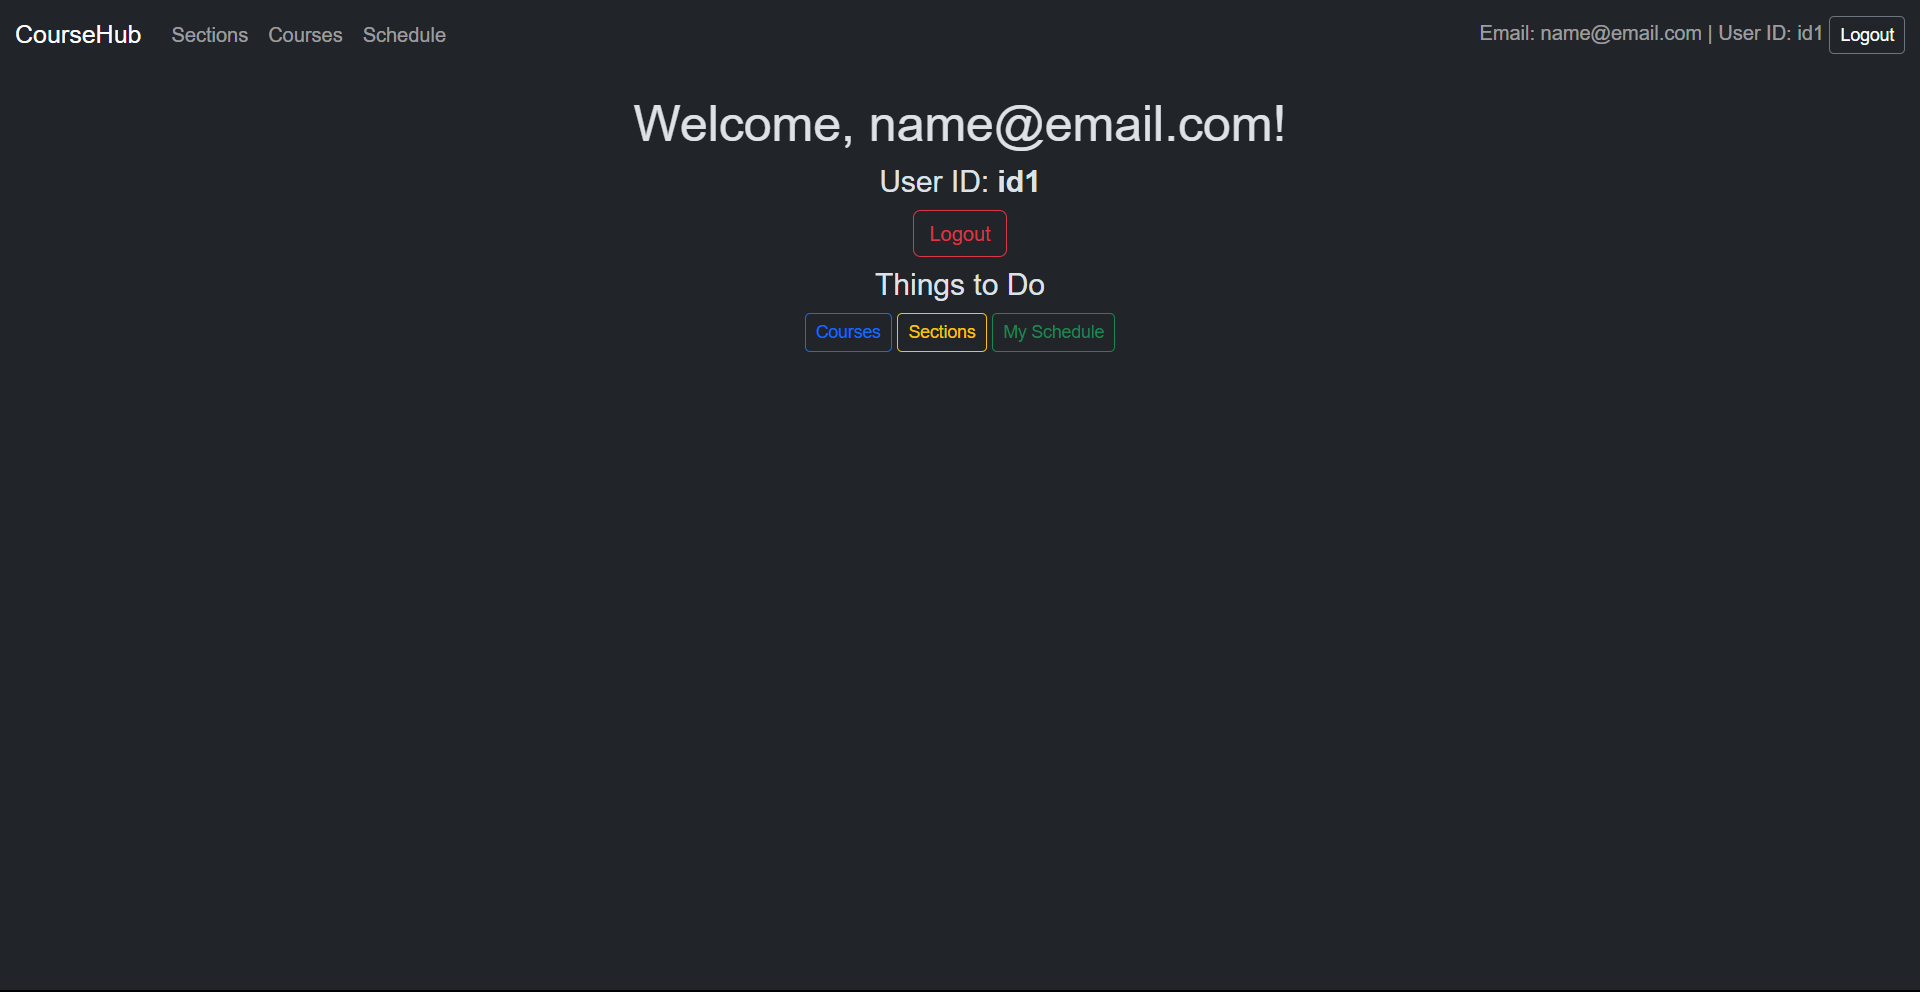 CourseHub Sections Courses Schedule Email: name@email.com | User ID: id1 Logout
Welcome, name@email.com!
User ID: id1
Logout
Things to Do
Courses Sections My Schedule